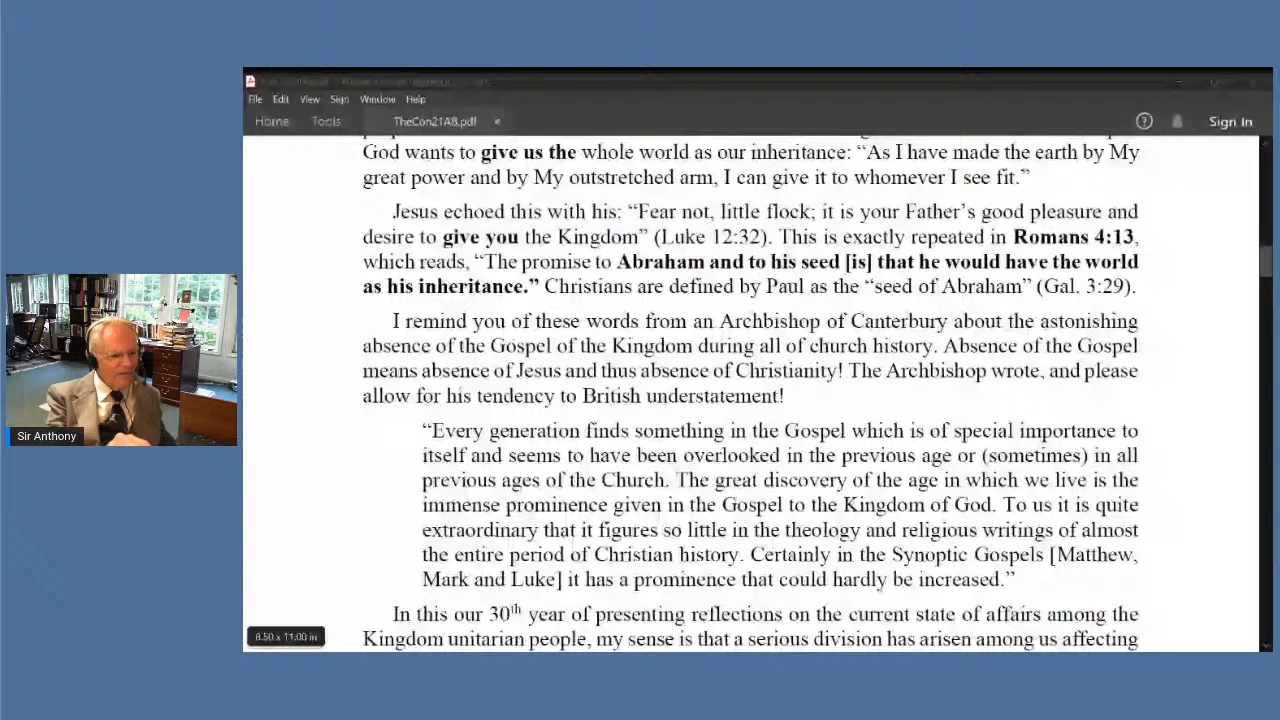 File Edit View Sign Window Help
Home Tools TheCon21AB.pdf × ? Sign In
God wants to give us the whole world as our inheritance: “As I have made the earth by My
great power and by My outstretched arm, I can give it to whomever I see fit.”
Jesus echoed this with his: “Fear not, little flock; it is your Father’s good pleasure and
desire to give you the Kingdom” (Luke 12:32). This is exactly repeated in Romans 4:13,
which reads, “The promise to Abraham and to his seed [is] that he would have the world
as his inheritance.” Christians are defined by Paul as the “seed of Abraham” (Gal. 3:29).
I remind you of these words from an Archbishop of Canterbury about the astonishing
absence of the Gospel of the Kingdom during all of church history. Absence of the Gospel
means absence of Jesus and thus absence of Christianity! The Archbishop wrote, and please
allow for his tendency to British understatement!
“Every generation finds something in the Gospel which is of special importance to
itself and seems to have been overlooked in the previous age or (sometimes) in all
previous ages of the Church. The great discovery of the age in which we live is the
immense prominence given in the Gospel to the Kingdom of God. To us it is quite
extraordinary that it figures so little in the theology and religious writings of almost
the entire period of Christian history. Certainly in the Synoptic Gospels [Matthew,
Mark and Luke] it has a prominence that could hardly be increased.”
In this our 30th year of presenting reflections on the current state of affairs among the
Kingdom unitarian people, my sense is that a serious division has arisen among us affecting
8.50 x 11.00 in
Sir Anthony